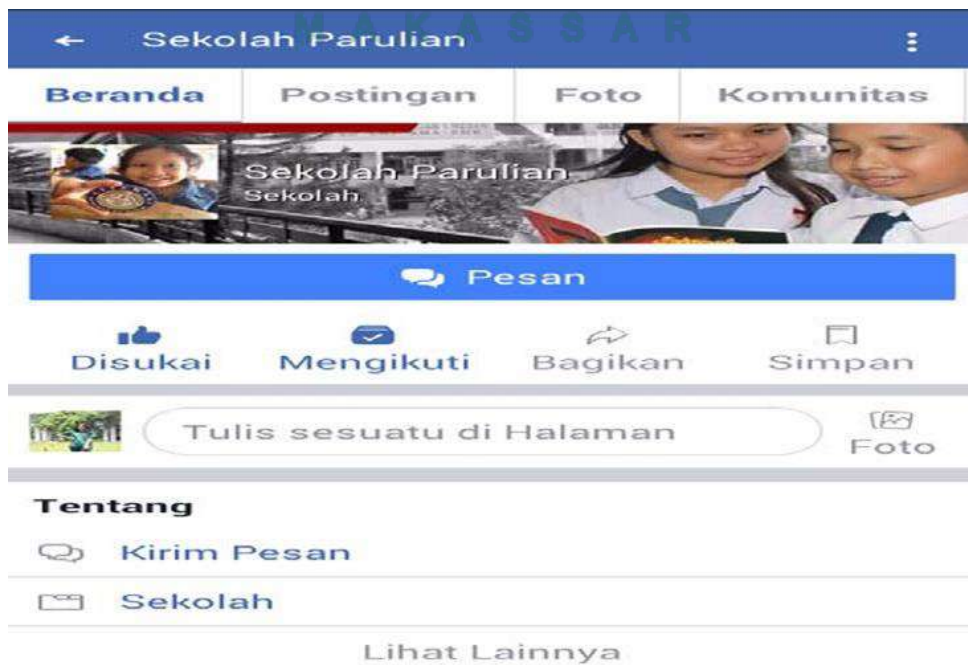 MAKASSAR
Sekolah Parulian
Beranda Postingan Foto Komunitas
Sekolah Parulian
Sekolah
Pesan
Disukai Mengikuti Bagikan Simpan
Tulis sesuatu di Halaman
Foto
Tentang
Kirim Pesan
Sekolah
Lihat Lainnya